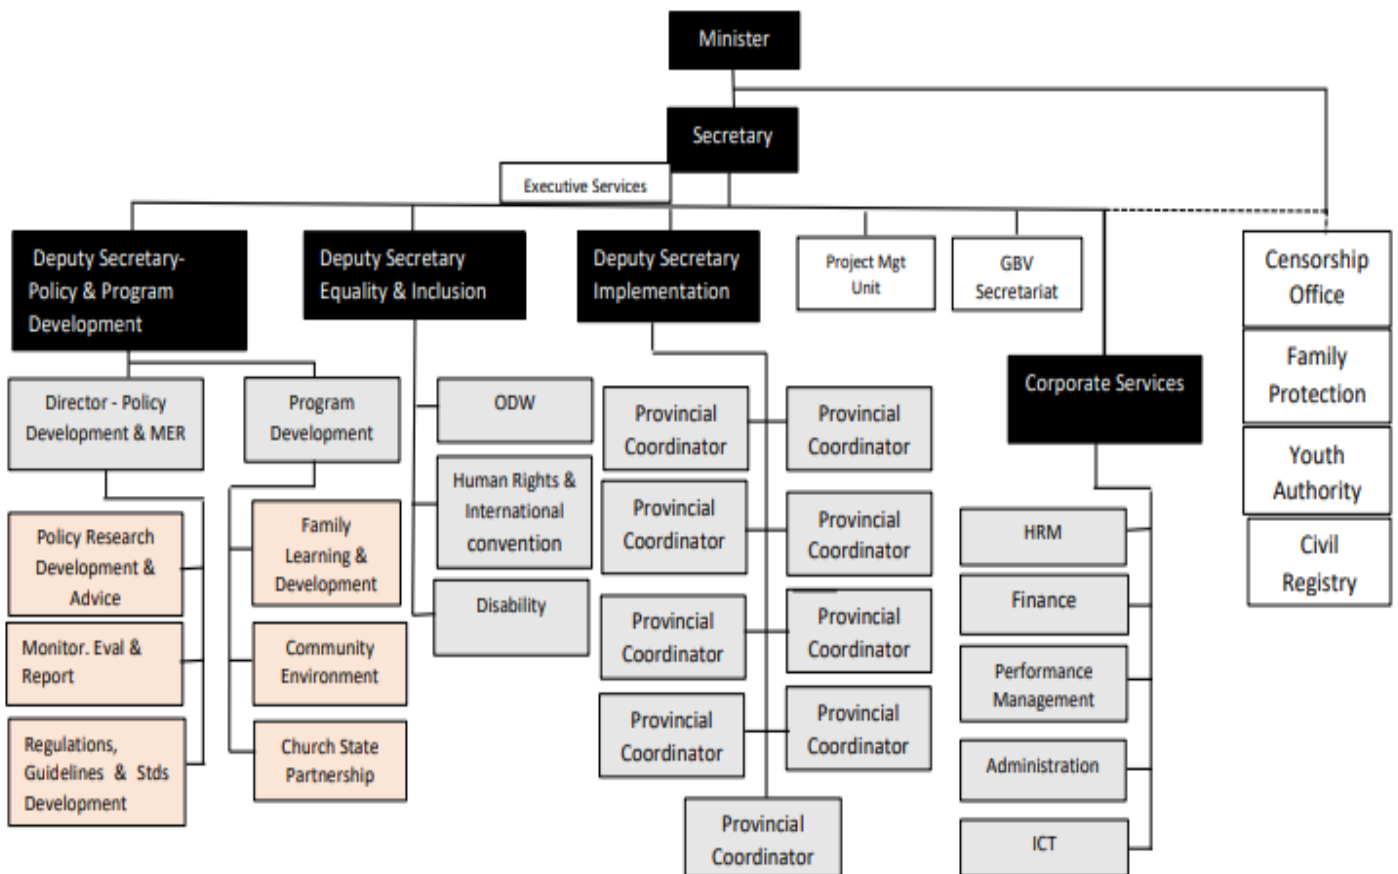 Minister
Secretary
Executive Services
Deputy Secretary-
Policy & Program
Development
Deputy Secretary
Equality & Inclusion
Deputy Secretary
Implementation
Project Mgt
Unit
GBV
Secretariat
Censorship
Office
Family
Protection
Youth
Authority
Civil
Registry
Corporate Services
Director - Policy
Development & MER
Program
Development
Policy Research
Development &
Advice
Monitor. Eval &
Report
Regulations,
Guidelines & Stds
Development
Family
Learning &
Development
Community
Environment
Church State
Partnership
ODW
Human Rights &
International
convention
Disability
Provincial
Coordinator
Provincial
Coordinator
Provincial
Coordinator
Provincial
Coordinator
Provincial
Coordinator
Provincial
Coordinator
Provincial
Coordinator
Provincial
Coordinator
Provincial
Coordinator
HRM
Finance
Performance
Management
Administration
ICT